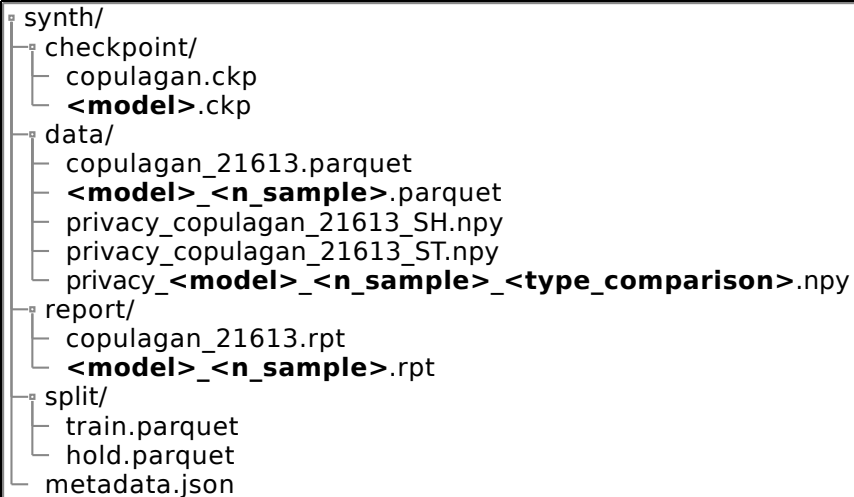 synth/
checkpoint/
copulagan.ckp
<model>.ckp
data/
copulagan_21613.parquet
<model>_<n_sample>.parquet
privacy_copulagan_21613_SH.npy
privacy_copulagan_21613_ST.npy
privacy_<model>_<n_sample>_<type_comparison>.npy
report/
copulagan_21613.rpt
<model>_<n_sample>.rpt
split/
train.parquet
hold.parquet
metadata.json